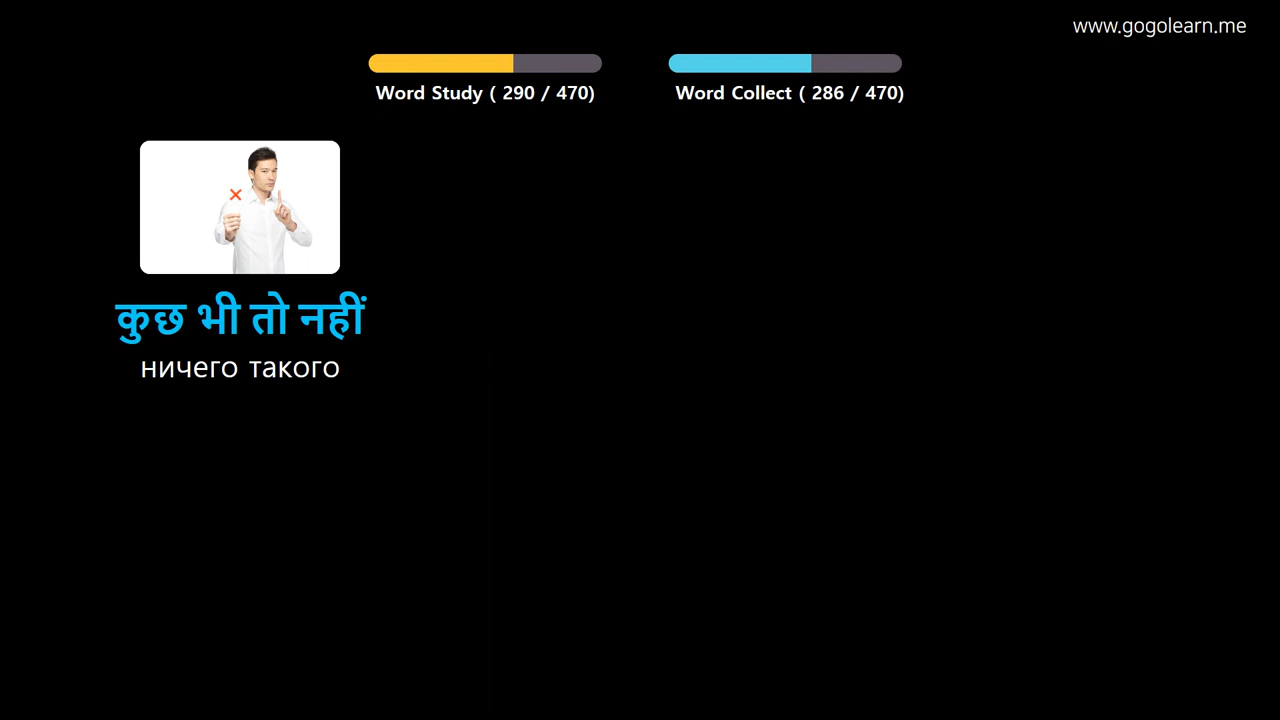 www.gogolearn.me
Word Study ( 290 / 470)
Word Collect ( 286 / 470)
कुछ भी तो नहीं
ничего такого